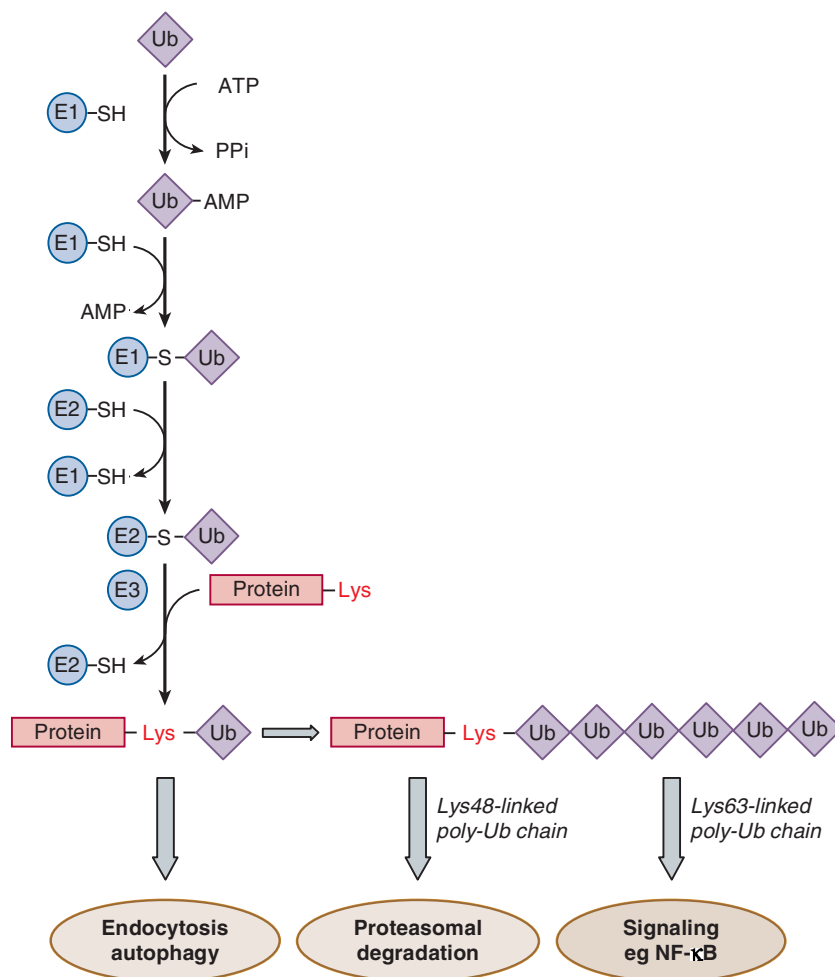 Ub
ATP
E1 –SH
PPi
Ub –AMP
E1 –SH
AMP
E1 –S– Ub
E2 –SH
E1 –SH
E2 –S– Ub
E3 Protein –Lys
E2 –SH
Protein – Lys – Ub Protein – Lys – Ub Ub Ub Ub Ub Ub
Lys48-linked
poly-Ub chain
Lys63-linked
poly-Ub chain
Endocytosis
autophagy
Proteasomal
degradation
Signaling
eg NF-κB